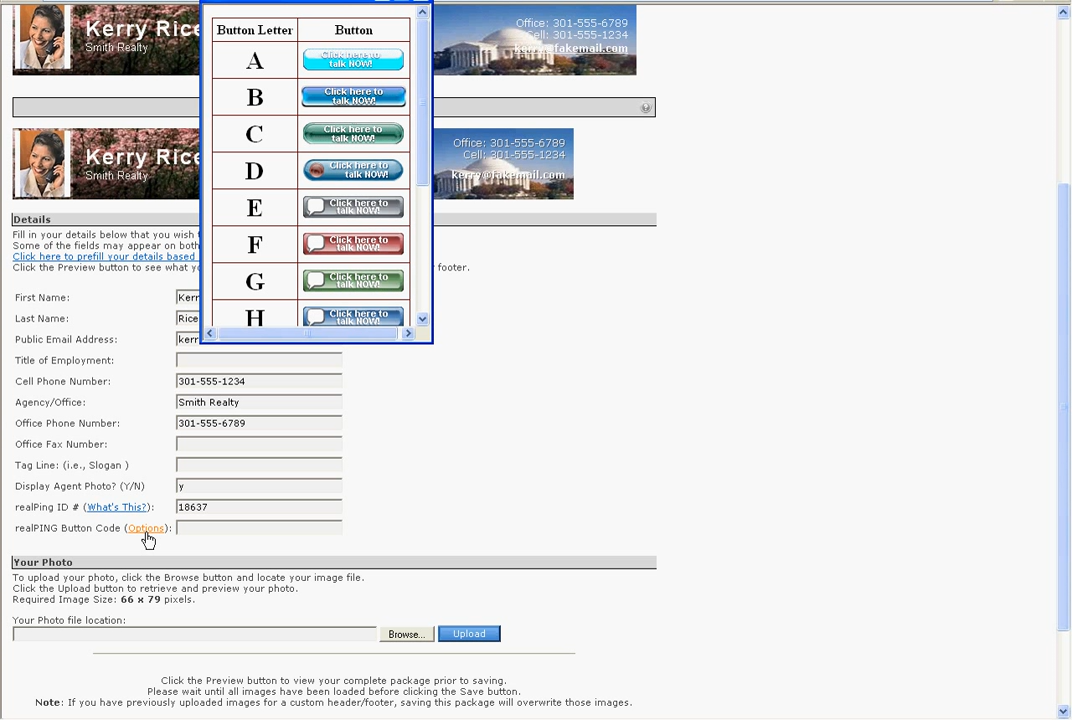 Kerry Rice
Smith Realty
Office: 301-555-6789
Cell: 301-555-1234
kerry@fakemail.com
Kerry Rice
Smith Realty
Office: 301-555-6789
Cell: 301-555-1234
kerry@fakemail.com
Button Letter Button
A Click here to
talk NOW!
B Click here to
talk NOW!
C Click here to
talk NOW!
D Click here to
talk NOW!
E Click here to
talk NOW!
F Click here to
talk NOW!
G Click here to
talk NOW!
H Click here to
talk NOW!
Details
Fill in your details below that you wish
Some of the fields may appear on both
Click here to prefill your details based
Click the Preview button to see what footer.
First Name: Kerr
Last Name: Rice
Public Email Address: kerr
Title of Employment:
Cell Phone Number: 301-555-1234
Agency/Office: Smith Realty
Office Phone Number: 301-555-6789
Office Fax Number:
Tag Line: (i.e., Slogan )
Display Agent Photo? (Y/N) y
realPing ID # (What's This?): 18637
realPING Button Code (Options):
Your Photo
To upload your photo, click the Browse button and locate your image file.
Click the Upload button to retrieve and preview your photo.
Required Image Size: 66 x 79 pixels.
Your Photo file location:
Browse... Upload
Click the Preview button to view your complete package prior to saving.
Please wait until all images have been loaded before clicking the Save button.
Note: If you have previously uploaded images for a custom header/footer, saving this package will overwrite those images.